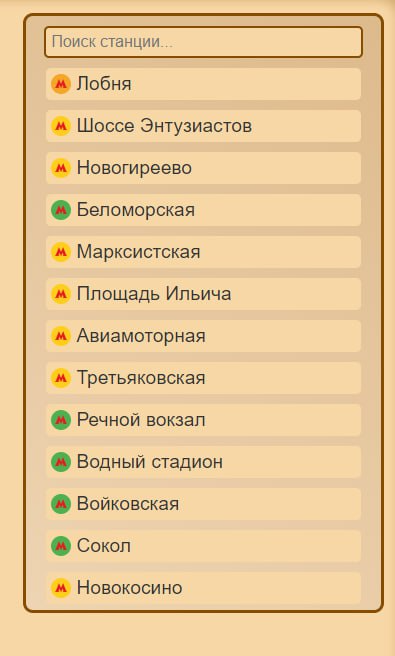 Поиск станции...
Лобня
Шоссе Энтузиастов
Новогиреево
Беломорская
Марксистская
Площадь Ильича
Авиамоторная
Третьяковская
Речной вокзал
Водный стадион
Войковская
Сокол
Новокосино